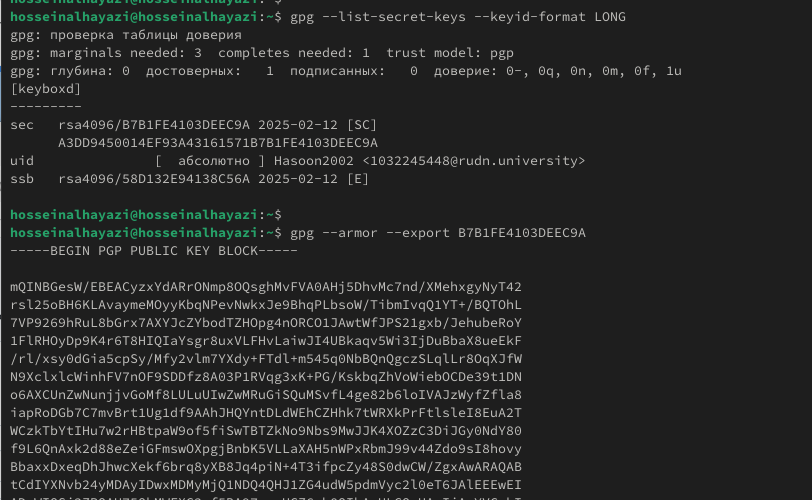 hosseinalhayazi@hosseinalhayazi:~$
hosseinalhayazi@hosseinalhayazi:~$ gpg --list-secret-keys --keyid-format LONG
gpg: проверка таблицы доверия
gpg: marginals needed: 3  completes needed: 1  trust model: pgp
gpg: глубина: 0  достоверных:   1  подписанных:   0  доверие: 0-, 0q, 0n, 0m, 0f, 1u
[keyboxd]
---------
sec   rsa4096/B7B1FE4103DEEC9A 2025-02-12 [SC]
      A3DD9450014EF93A43161571B7B1FE4103DEEC9A
uid               [  абсолютно ] Hasoon2002 <1032245448@rudn.university>
ssb   rsa4096/58D132E94138C56A 2025-02-12 [E]
hosseinalhayazi@hosseinalhayazi:~$
hosseinalhayazi@hosseinalhayazi:~$ gpg --armor --export B7B1FE4103DEEC9A
-----BEGIN PGP PUBLIC KEY BLOCK-----
mQINBGesW/EBEACyzxYdARrONmp8OQsghMvFVA0AHj5DhvMc7nd/XMehxgyNyT42
rsl25oBH6KLAvaymeMOyyKbqNPevNwkxJe9BhqPLbsoW/TibmIvqQ1YT+/BQTOhL
7VP9269hRuL8bGrx7AXYJcZYbodTZHOpg4nORCO1JAwtWfJPS21gxb/JehubeRoY
1FlRHOyDp9K4r6T8HIQIaYsgr8uxVLFHvLaiwJI4UBkaqv5Wi3IjDuBbaX8ueEkF
/rl/xsy0dGia5cpSy/Mfy2vlm7YXdy+FTdl+m545q0NbBQnQgczSLqlLr8OqXJfW
N9XclxlcWinhFV7nOF9SDDfz8A03P1RVqg3xK+PG/KskbqZhVoWiebOCDe39t1DN
o6AXCUnZwNunjjvGoMf8LULuUIwZwMRuGiSQuMSvfL4ge82b6loIVAJzWyfZfla8
iapRoDGb7C7mvBrt1Ug1df9AAhJHQYntDLdWEhCZHhk7tWRXkPrFtlsleI8EuA2T
WCzkTbYtIHu7w2rHBtpaW9of5fiSwTBTZkNo9Nbs9MwJJK4XOZzC3DiJGy0NdY80
f9L6QnAxk2d88eZeiGFmswOXpgjBnbK5VLLaXAH5nWPxRbmJ99v44Zdo9sI8hovy
BbaxxDxeqDhJhwcXekf6brq8yXB8Jq4piN+4T3ifpcZy48S0dwCW/ZgxAwARAQAB
tCdIYXNvb24yMDAyIDwxMDMyMjQ1NDQ4QHJ1ZG4udW5pdmVyc2l0eT6JAlEEEwEI